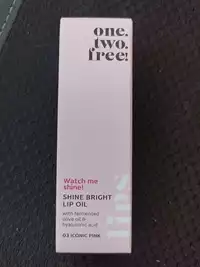 one.
two.
free!
Watch me
shine!
SHINE BRIGHT
LIP OIL
with fermented
olive oil &
hyaluronic acid
03 ICONIC PINK
lips